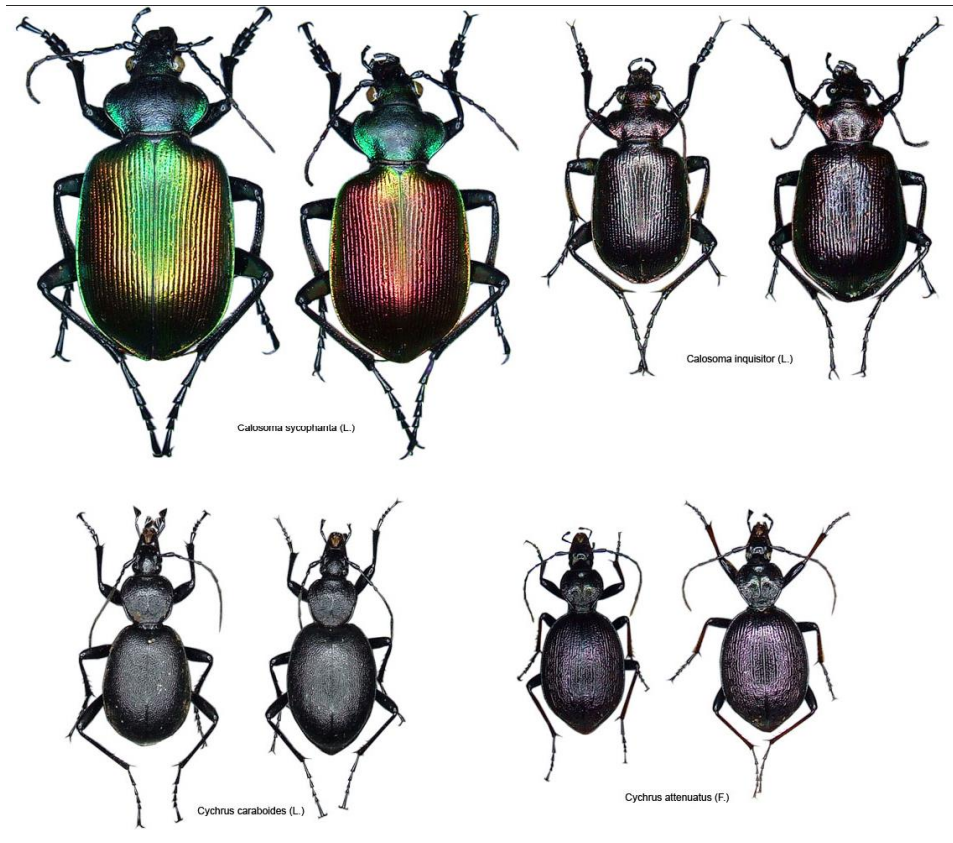 Calosoma inquisitor (L.)
Calosoma sycophanta (L.)
Cychrus attenuatus (F.)
Cychrus caraboides (L.)